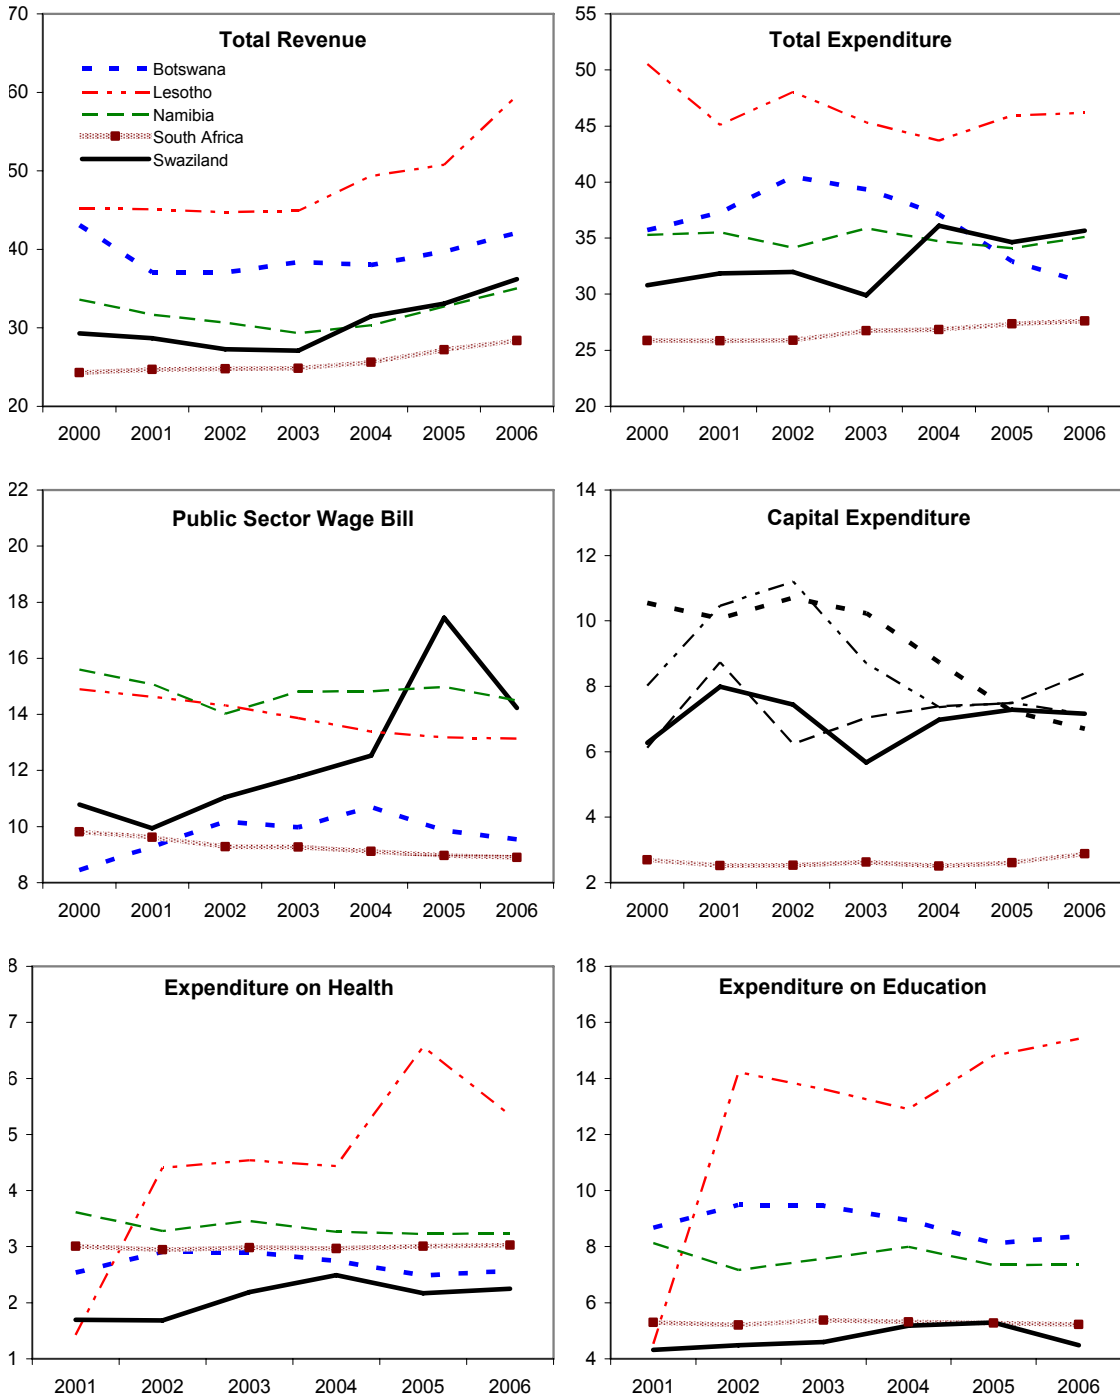 Total Revenue
70
60
50
40
30
20
Botswana
Lesotho
Namibia
South Africa
Swaziland
2000 2001 2002 2003 2004 2005 2006
Total Expenditure
55
50
45
40
35
30
25
20
2000 2001 2002 2003 2004 2005 2006
Public Sector Wage Bill
22
20
18
16
14
12
10
8
2000 2001 2002 2003 2004 2005 2006
Capital Expenditure
14
12
10
8
6
4
2
2000 2001 2002 2003 2004 2005 2006
Expenditure on Health
8
7
6
5
4
3
2
1
2001 2002 2003 2004 2005 2006
Expenditure on Education
18
16
14
12
10
8
6
4
2001 2002 2003 2004 2005 2006